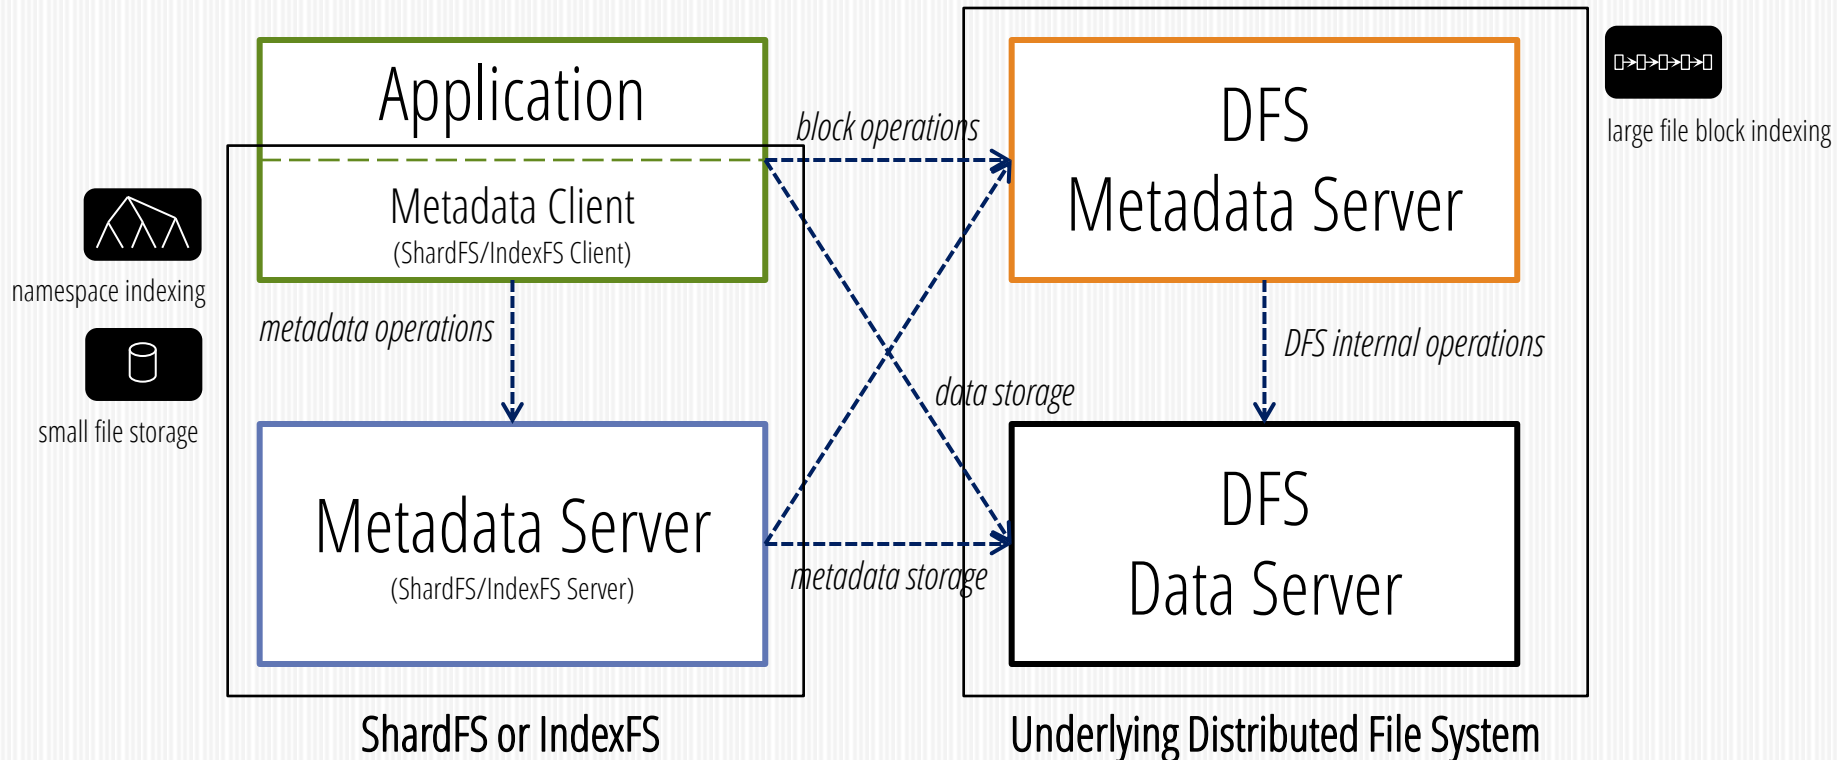 Application
Metadata Client
(ShardFS/IndexFS Client)
namespace indexing
small file storage
metadata operations
Metadata Server
(ShardFS/IndexFS Server)
ShardFS or IndexFS
block operations
data storage
metadata storage
DFS
Metadata Server
DFS internal operations
DFS
Data Server
Underlying Distributed File System
large file block indexing